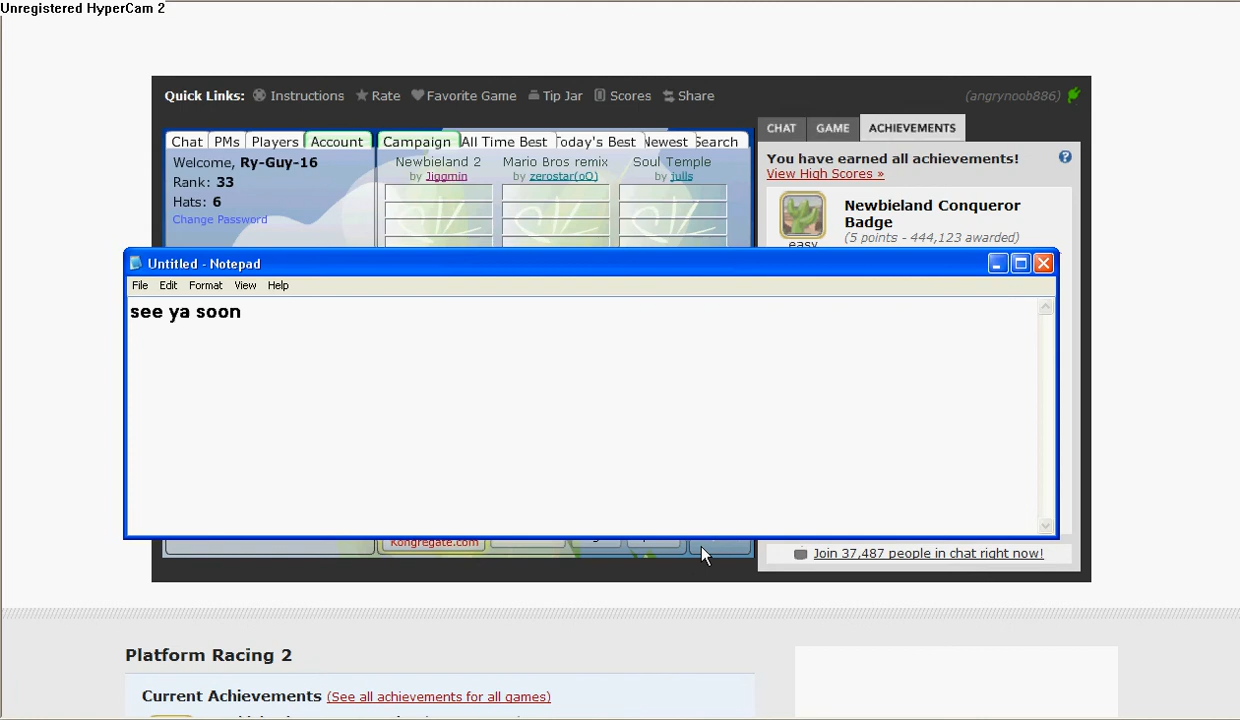 Unregistered HyperCam 2
Quick Links: Instructions Rate Favorite Game Tip Jar Scores Share (angrynoob886)
Chat PMs Players Account Campaign All Time Best Today's Best Newest Search
CHAT GAME ACHIEVEMENTS
Welcome, Ry-Guy-16
Rank: 33
Hats: 6
Change Password
Newbieland 2
by Jiggmin
Mario Bros remix
by zerostar(oO)
Soul Temple
by julls
You have earned all achievements!
View High Scores »
Newbieland Conqueror
Badge
(5 points - 444,123 awarded)
easy
Untitled - Notepad
File Edit Format View Help
see ya soon
Kongregate.com
Join 37,487 people in chat right now!
Platform Racing 2
Current Achievements (See all achievements for all games)